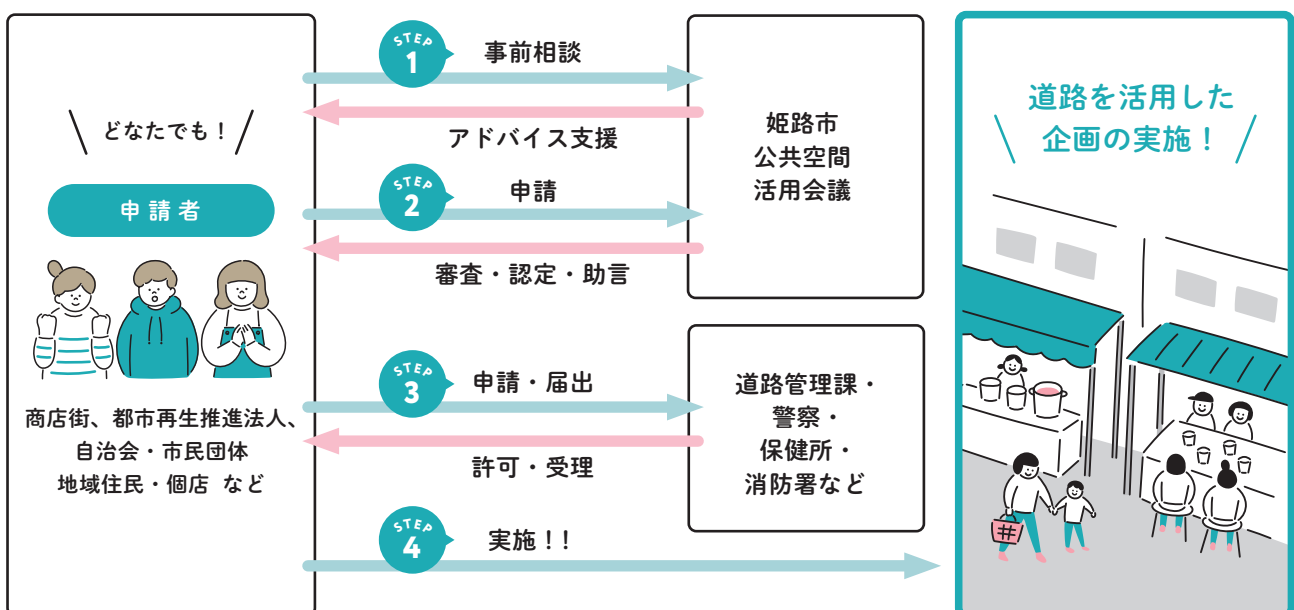 どなたでも！
申請者
商店街、都市再生推進法人、
自治会・市民団体
地域住民・個店 など
STEP
1
事前相談
アドバイス支援
STEP
2
申請
審査・認定・助言
姫路市
公共空間
活用会議
STEP
3
申請・届出
許可・受理
道路管理課・
警察・
保健所・
消防署など
STEP
4
実施！！
道路を活用した
企画の実施！